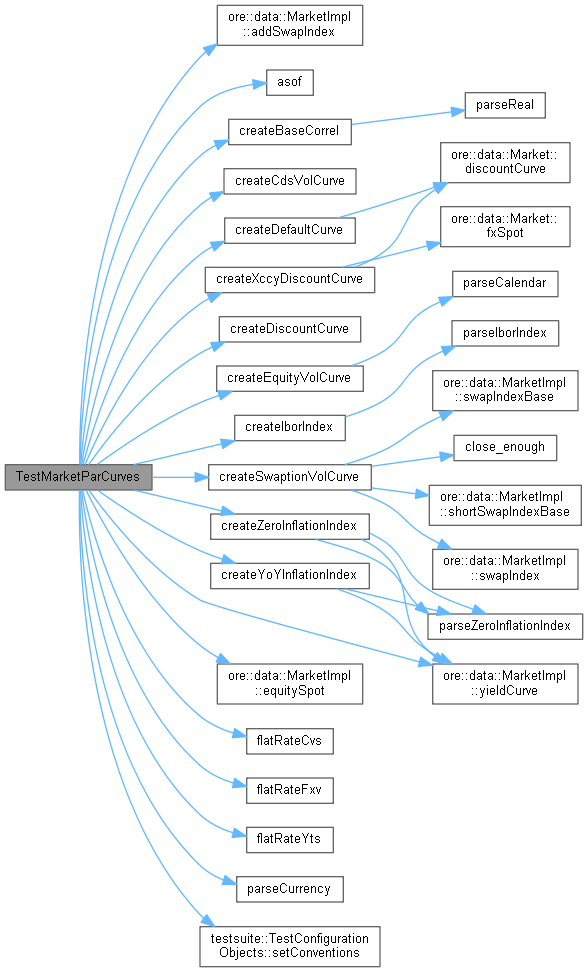 ore::data::MarketImpl
::addSwapIndex
asof
parseReal
createBaseCorrel
ore::data::Market::
discountCurve
createCdsVolCurve
createDefaultCurve
ore::data::Market::
fxSpot
createXccyDiscountCurve
parseCalendar
createDiscountCurve
parseIborIndex
createEquityVolCurve
ore::data::MarketImpl
::swapIndexBase
createIborIndex
close_enough
TestMarketParCurves
createSwaptionVolCurve
ore::data::MarketImpl
::shortSwapIndexBase
createZeroInflationIndex
ore::data::MarketImpl
::swapIndex
createYoYInflationIndex
parseZeroInflationIndex
ore::data::MarketImpl
::equitySpot
ore::data::MarketImpl
::yieldCurve
flatRateCvs
flatRateFxv
flatRateYts
parseCurrency
testsuite::TestConfiguration
Objects::setConventions